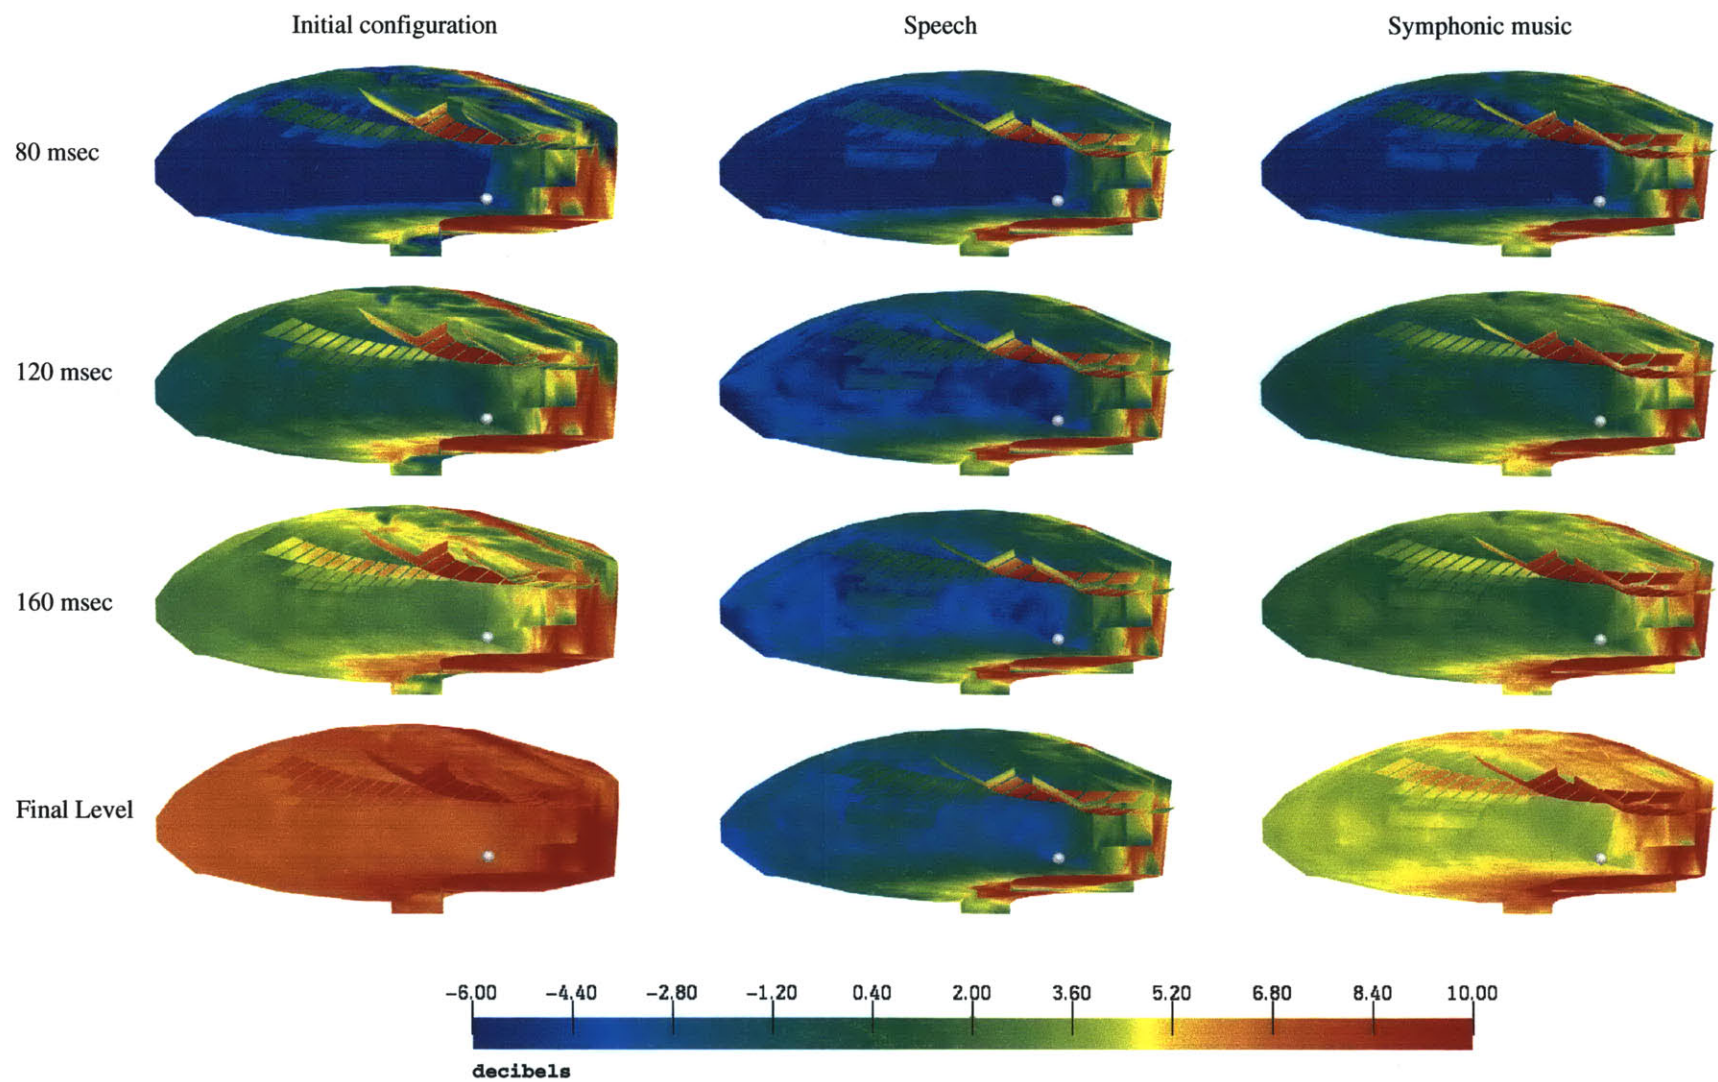 Initial configuration Speech Symphonic music
80 msec
120 msec
160 msec
Final Level
-6.00 -4.40 -2.80 -1.20 0.40 2.00 3.60 5.20 6.80 8.40 10.00
decibels